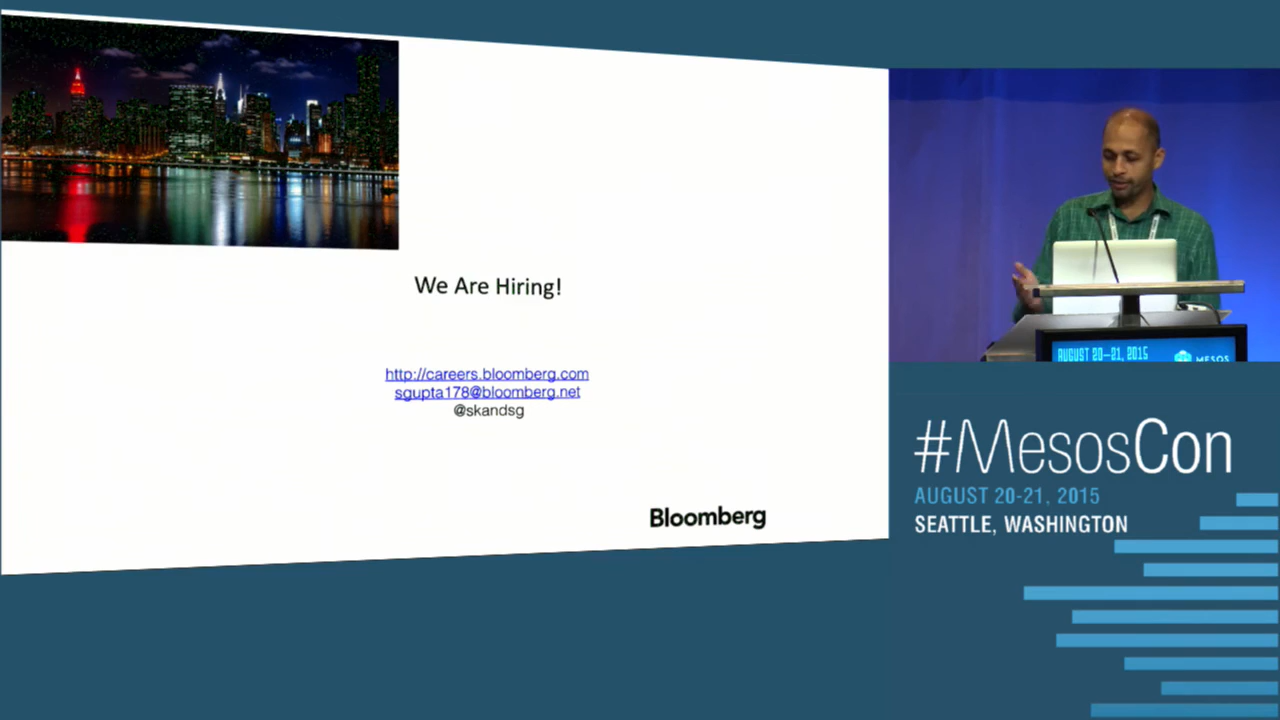 We Are Hiring!
http://careers.bloomberg.com
sgupta178@bloomberg.net
@skandsg
Bloomberg
AUGUST 20-21, 2015
MESOS
#MesosCon
AUGUST 20-21, 2015
SEATTLE, WASHINGTON